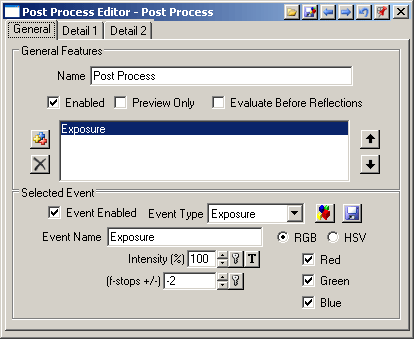 Post Process Editor - Post Process
General Detail 1 Detail 2
General Features
Name Post Process
Enabled Preview Only Evaluate Before Reflections
Exposure
Selected Event
Event Enabled Event Type Exposure
Event Name Exposure RGB HSV
Intensity (%) 100 T Red
(f-stops +/-) -2 Green
Blue